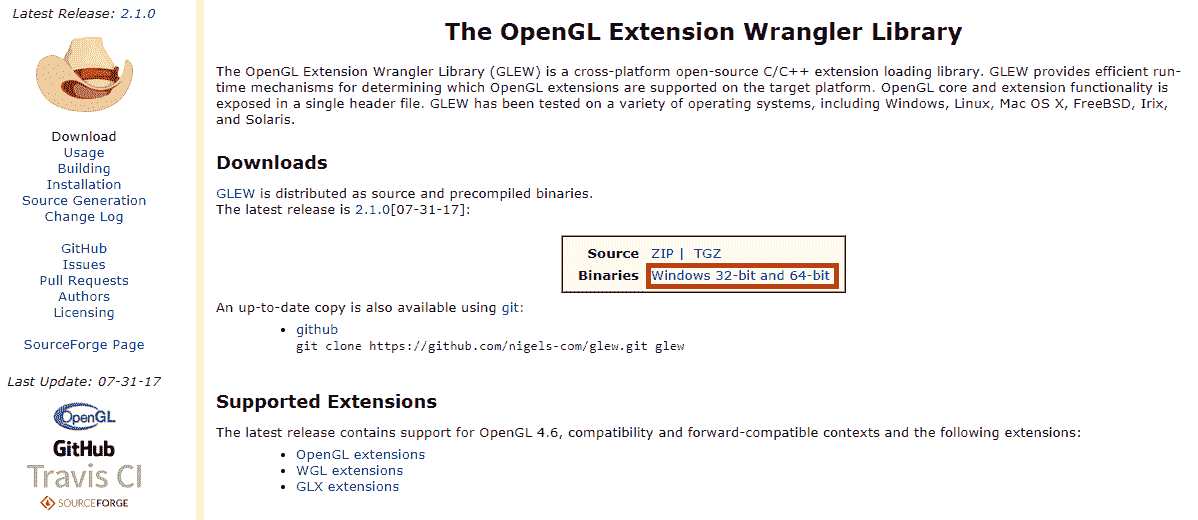 Latest Release: 2.1.0
Download
Usage
Building
Installation
Source Generation
Change Log
GitHub
Issues
Pull Requests
Authors
Licensing
SourceForge Page
Last Update: 07-31-17
OpenGL
GitHub
Travis CI
SOURCEFORGE
The OpenGL Extension Wrangler Library
The OpenGL Extension Wrangler Library (GLEW) is a cross-platform open-source C/C++ extension loading library. GLEW provides efficient run-
time mechanisms for determining which OpenGL extensions are supported on the target platform. OpenGL core and extension functionality is
exposed in a single header file. GLEW has been tested on a variety of operating systems, including Windows, Linux, Mac OS X, FreeBSD, Irix,
and Solaris.
Downloads
GLEW is distributed as source and precompiled binaries.
The latest release is 2.1.0[07-31-17]:
Source ZIP | TGZ
Binaries Windows 32-bit and 64-bit
An up-to-date copy is also available using git:
• github
git clone https://github.com/nigels-com/glew.git glew
Supported Extensions
The latest release contains support for OpenGL 4.6, compatibility and forward-compatible contexts and the following extensions:
• OpenGL extensions
• WGL extensions
• GLX extensions